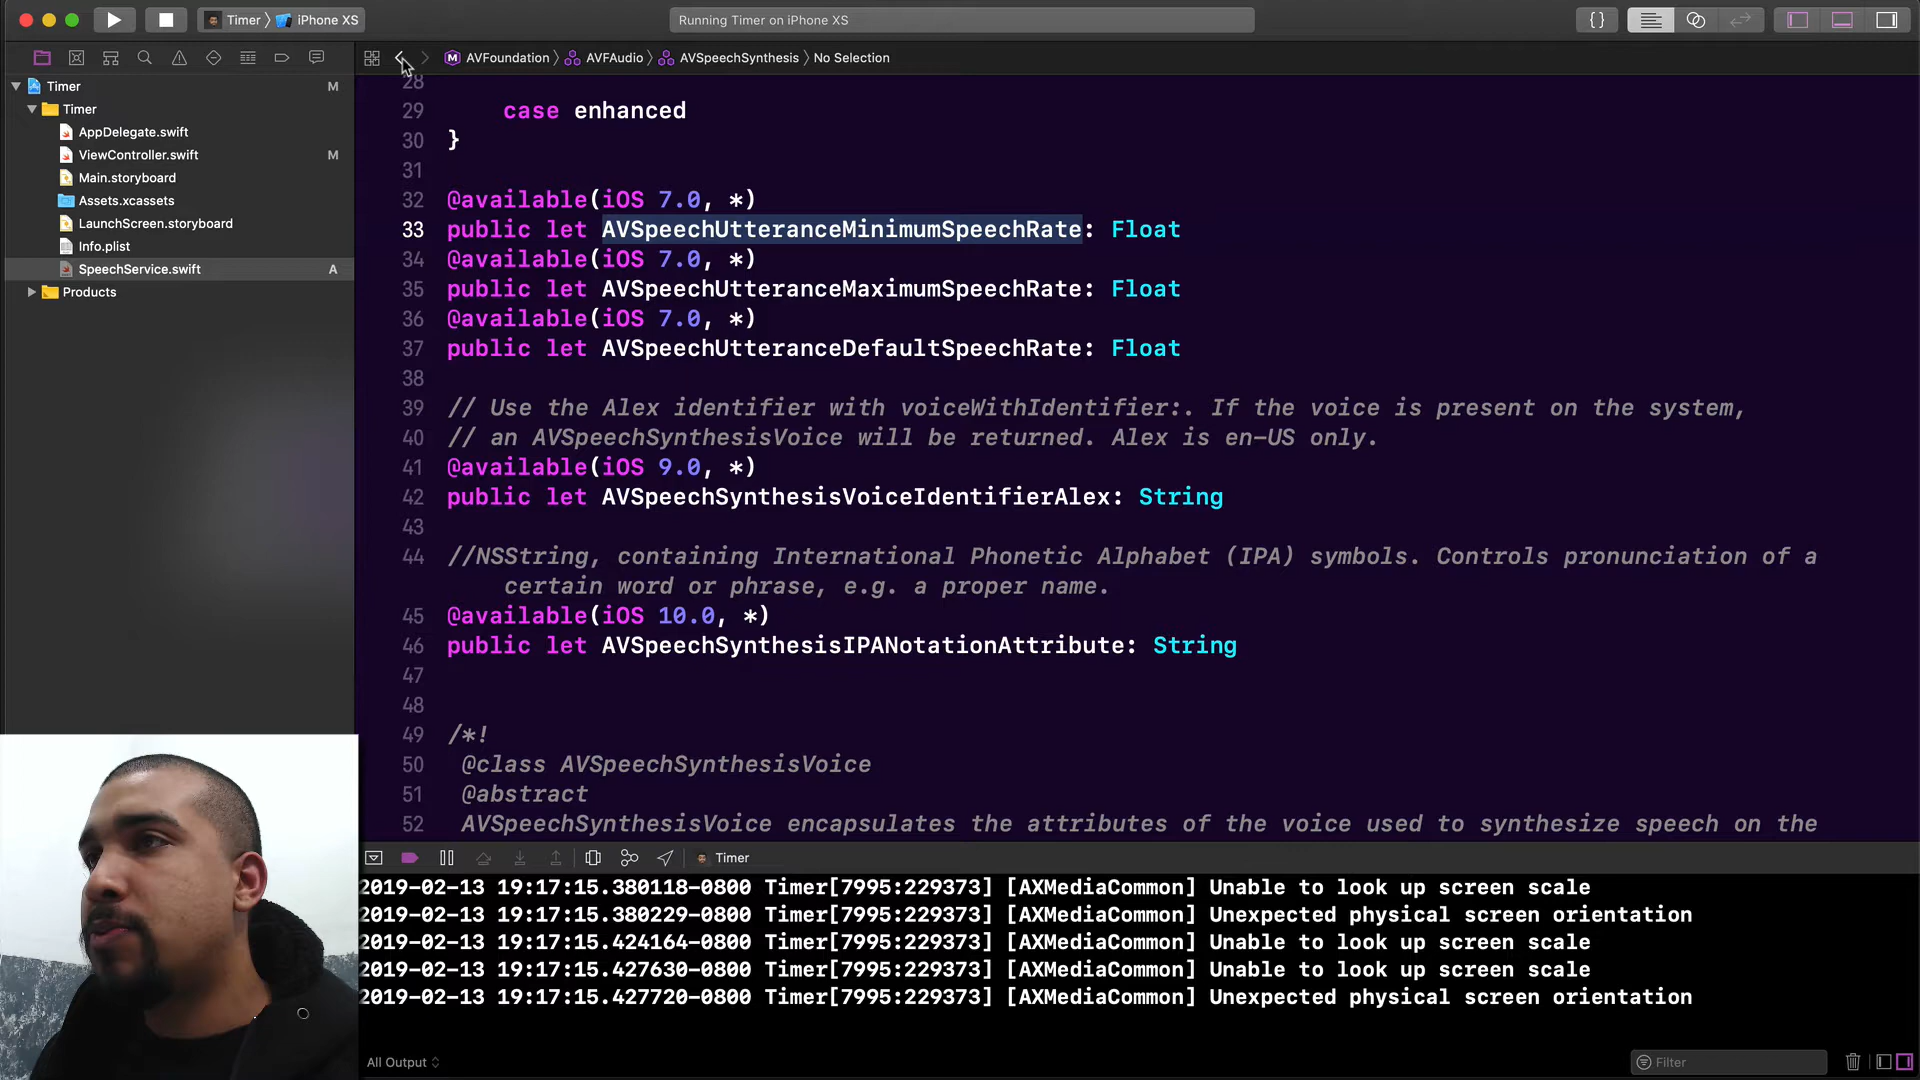 Timer
iPhone XS
Running Timer on iPhone XS
{}
M AVFoundation
AVFAudio
AVSpeechSynthesis
No Selection
Timer M
Timer
AppDelegate.swift
ViewController.swift M
Main.storyboard
Assets.xcassets
LaunchScreen.storyboard
Info.plist
SpeechService.swift A
Products
28
29 case enhanced
30 }
31
32 @available(iOS 7.0, *)
33 public let AVSpeechUtteranceMinimumSpeechRate: Float
34 @available(iOS 7.0, *)
35 public let AVSpeechUtteranceMaximumSpeechRate: Float
36 @available(iOS 7.0, *)
37 public let AVSpeechUtteranceDefaultSpeechRate: Float
38
39 // Use the Alex identifier with voiceWithIdentifier:. If the voice is present on the system,
40 // an AVSpeechSynthesisVoice will be returned. Alex is en-US only.
41 @available(iOS 9.0, *)
42 public let AVSpeechSynthesisVoiceIdentifierAlex: String
43
44 //NSString, containing International Phonetic Alphabet (IPA) symbols. Controls pronunciation of a
certain word or phrase, e.g. a proper name.
45 @available(iOS 10.0, *)
46 public let AVSpeechSynthesisIPANotationAttribute: String
47
48
49 /*!
50 @class AVSpeechSynthesisVoice
51 @abstract
52 AVSpeechSynthesisVoice encapsulates the attributes of the voice used to synthesize speech on the
Timer
2019-02-13 19:17:15.380118-0800 Timer[7995:229373] [AXMediaCommon] Unable to look up screen scale
2019-02-13 19:17:15.380229-0800 Timer[7995:229373] [AXMediaCommon] Unexpected physical screen orientation
2019-02-13 19:17:15.424164-0800 Timer[7995:229373] [AXMediaCommon] Unable to look up screen scale
2019-02-13 19:17:15.427630-0800 Timer[7995:229373] [AXMediaCommon] Unable to look up screen scale
2019-02-13 19:17:15.427720-0800 Timer[7995:229373] [AXMediaCommon] Unexpected physical screen orientation
All Output
Filter